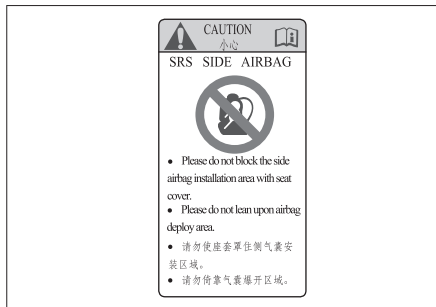 CAUTION
小心
SRS SIDE AIRBAG
● Please do not block the side
airbag installation area with seat
cover.
● Please do not lean upon airbag
deploy area.
● 请勿使座套罩住侧气囊安
装区域。
● 请勿倚靠气囊爆开区域。